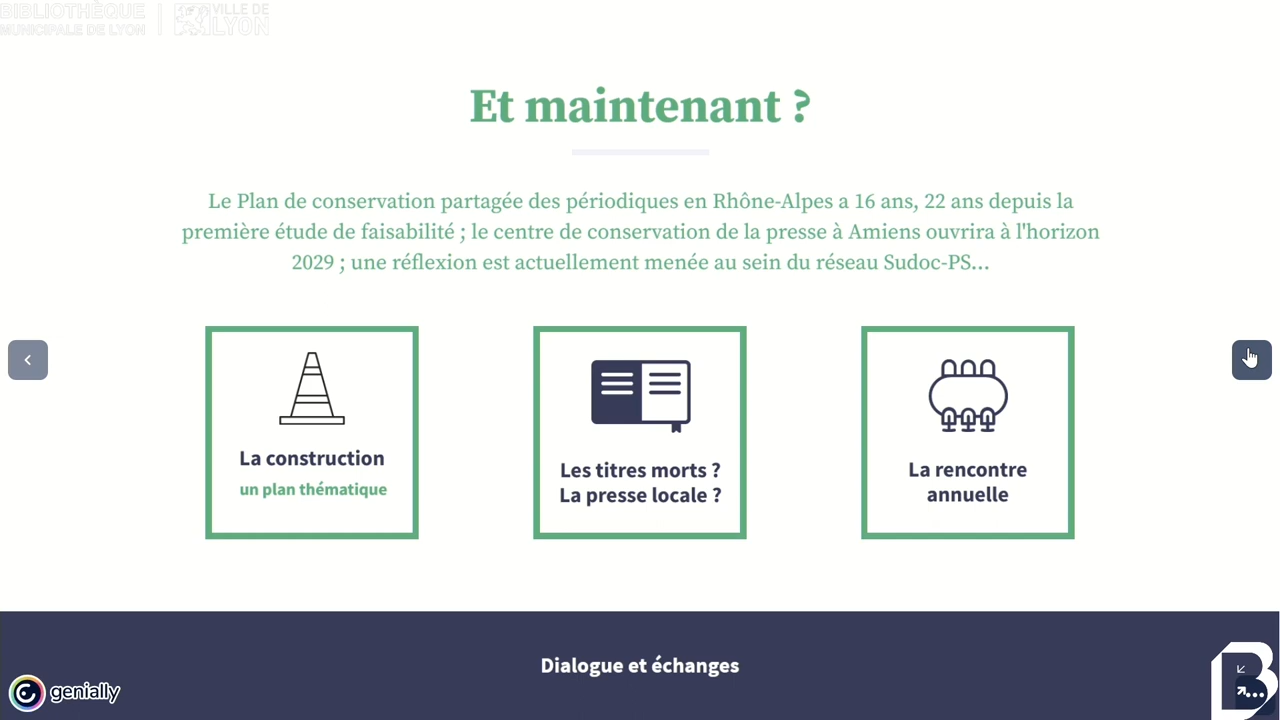 BIBLIOTHÈQUE
MUNICIPALE DE LYON
VILLE DE
LYON
Et maintenant ?
Le Plan de conservation partagée des périodiques en Rhône-Alpes a 16 ans, 22 ans depuis la
première étude de faisabilité ; le centre de conservation de la presse à Amiens ouvrira à l'horizon
2029 ; une réflexion est actuellement menée au sein du réseau Sudoc-PS...
La construction
un plan thématique
Les titres morts ?
La presse locale ?
La rencontre
annuelle
Dialogue et échanges
genially
B